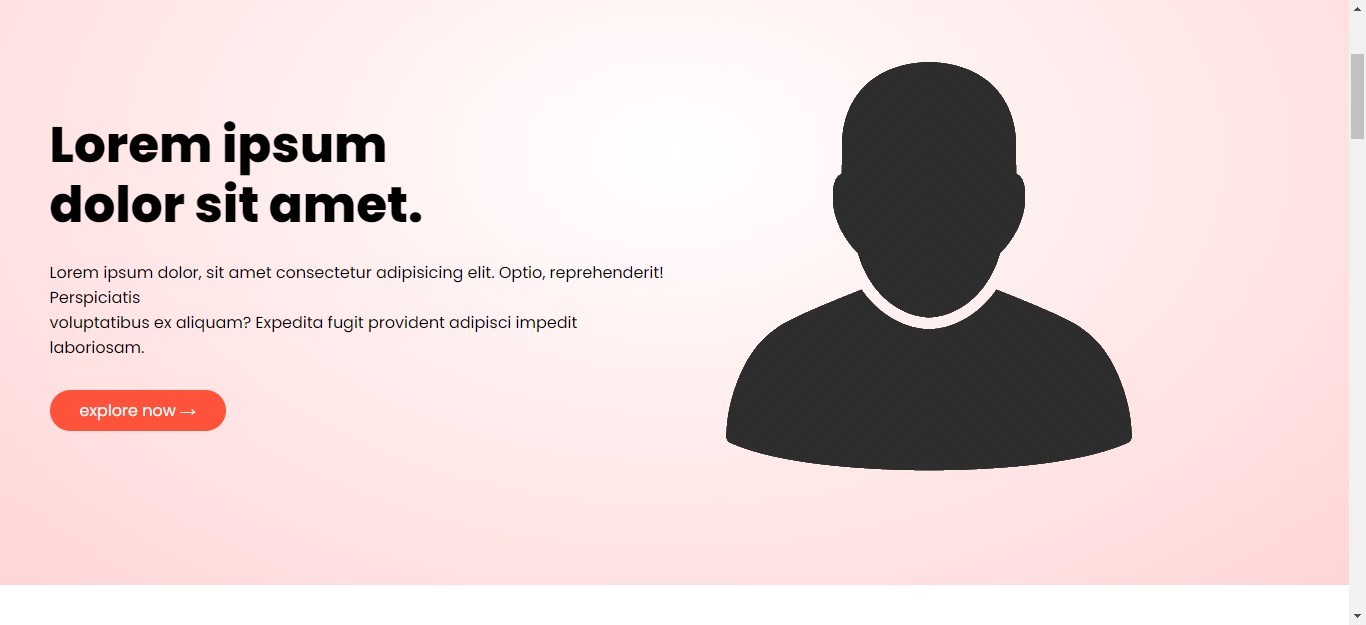 Lorem ipsum
dolor sit amet.
Lorem ipsum dolor, sit amet consectetur adipisicing elit. Optio, reprehenderit!
Perspiciatis
voluptatibus ex aliquam? Expedita fugit provident adipisci impedit
laboriosam.
explore now →